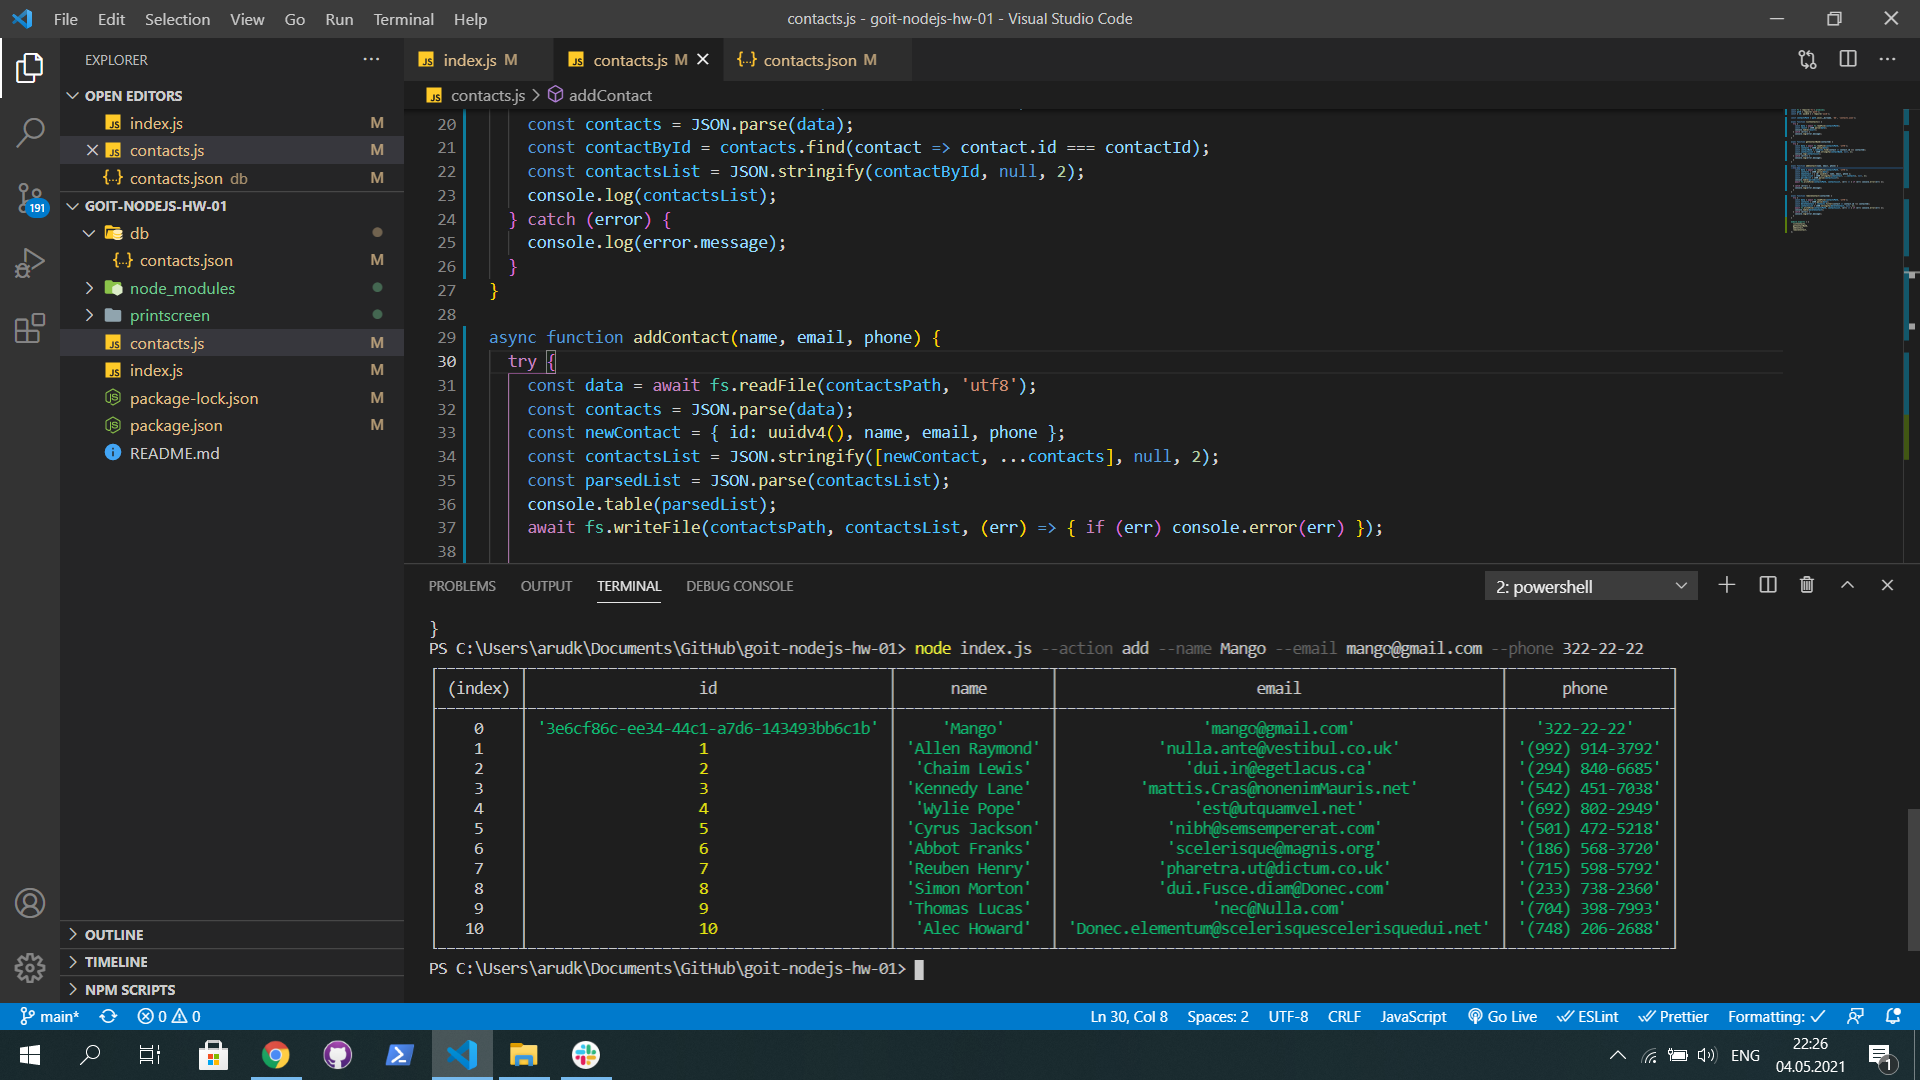 File Edit Selection View Go Run Terminal Help
contacts.js - goit-nodejs-hw-01 - Visual Studio Code
EXPLORER
OPEN EDITORS
index.js M
contacts.js M
contacts.json db M
GOIT-NODEJS-HW-01
db
contacts.json M
node_modules
printscreen
contacts.js M
index.js M
package-lock.json M
package.json M
README.md
OUTLINE
TIMELINE
NPM SCRIPTS
191
index.js M contacts.js M contacts.json M
contacts.js > addContact
20 const contacts = JSON.parse(data);
21 const contactById = contacts.find(contact => contact.id === contactId);
22 const contactsList = JSON.stringify(contactById, null, 2);
23 console.log(contactsList);
24 } catch (error) {
25 console.log(error.message);
26 }
27 }
28
29 async function addContact(name, email, phone) {
30 try {
31 const data = await fs.readFile(contactsPath, 'utf8');
32 const contacts = JSON.parse(data);
33 const newContact = { id: uuidv4(), name, email, phone };
34 const contactsList = JSON.stringify([newContact, ...contacts], null, 2);
35 const parsedList = JSON.parse(contactsList);
36 console.table(parsedList);
37 await fs.writeFile(contactsPath, contactsList, (err) => { if (err) console.error(err) });
38
PROBLEMS OUTPUT TERMINAL DEBUG CONSOLE
2: powershell
}
PS C:\Users\arudk\Documents\GitHub\goit-nodejs-hw-01> node index.js --action add --name Mango --email mango@gmail.com --phone 322-22-22
(index) id name email phone
0 '3e6cf86c-ee34-44c1-a7d6-143493bb6c1b' 'Mango' 'mango@gmail.com' '322-22-22'
1 1 'Allen Raymond' 'nulla.ante@vestibul.co.uk' '(992) 914-3792'
2 2 'Chaim Lewis' 'dui.in@egetlacus.ca' '(294) 840-6685'
3 3 'Kennedy Lane' 'mattis.Cras@nonenimMauris.net' '(542) 451-7038'
4 4 'Wylie Pope' 'est@utquamvel.net' '(692) 802-2949'
5 5 'Cyrus Jackson' 'nibh@semsempererat.com' '(501) 472-5218'
6 6 'Abbot Franks' 'scelerisque@magnis.org' '(186) 568-3720'
7 7 'Reuben Henry' 'pharetra.ut@dictum.co.uk' '(715) 598-5792'
8 8 'Simon Morton' 'dui.Fusce.diam@Donec.com' '(233) 738-2360'
9 9 'Thomas Lucas' 'nec@Nulla.com' '(704) 398-7993'
10 10 'Alec Howard' 'Donec.elementum@scelerisquescelerisquedui.net' '(748) 206-2688'
PS C:\Users\arudk\Documents\GitHub\goit-nodejs-hw-01>
main* 0 0 Ln 30, Col 8 Spaces: 2 UTF-8 CRLF JavaScript Go Live ESLint Prettier Formatting:
ENG
22:26
04.05.2021
1